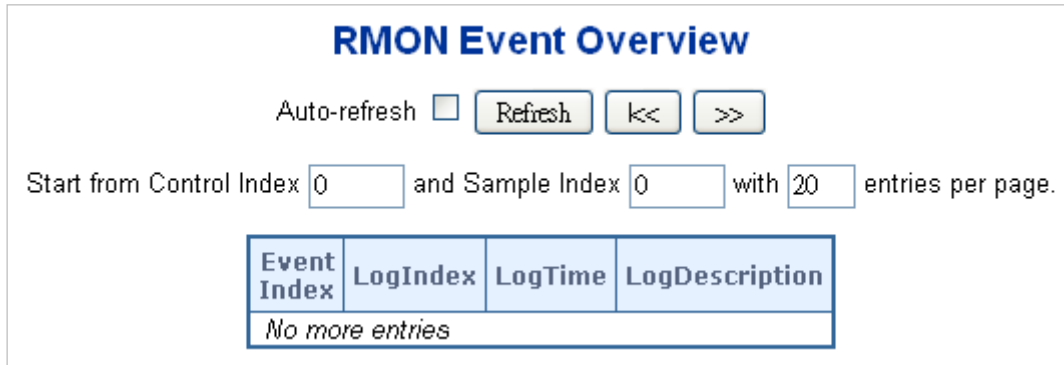 RMON Event Overview
Auto-refresh Refresh k< >>
Start from Control Index 0 and Sample Index 0 with 20 entries per page.
Event Index LogIndex LogTime LogDescription
No more entries